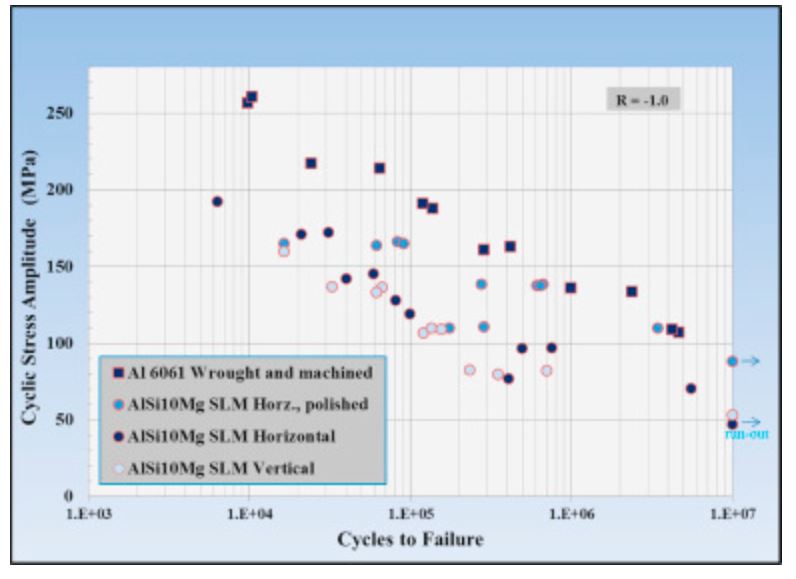 R = -1.0
Cyclic Stress Amplitude (MPa)
250
200
150
100
50
0
Al 6061 Wrought and machined
AlSi10Mg SLM Horz., polished
AlSi10Mg SLM Horizontal
AlSi10Mg SLM Vertical
run-out
1.E+03 1.E+04 1.E+05 1.E+06 1.E+07
Cycles to Failure